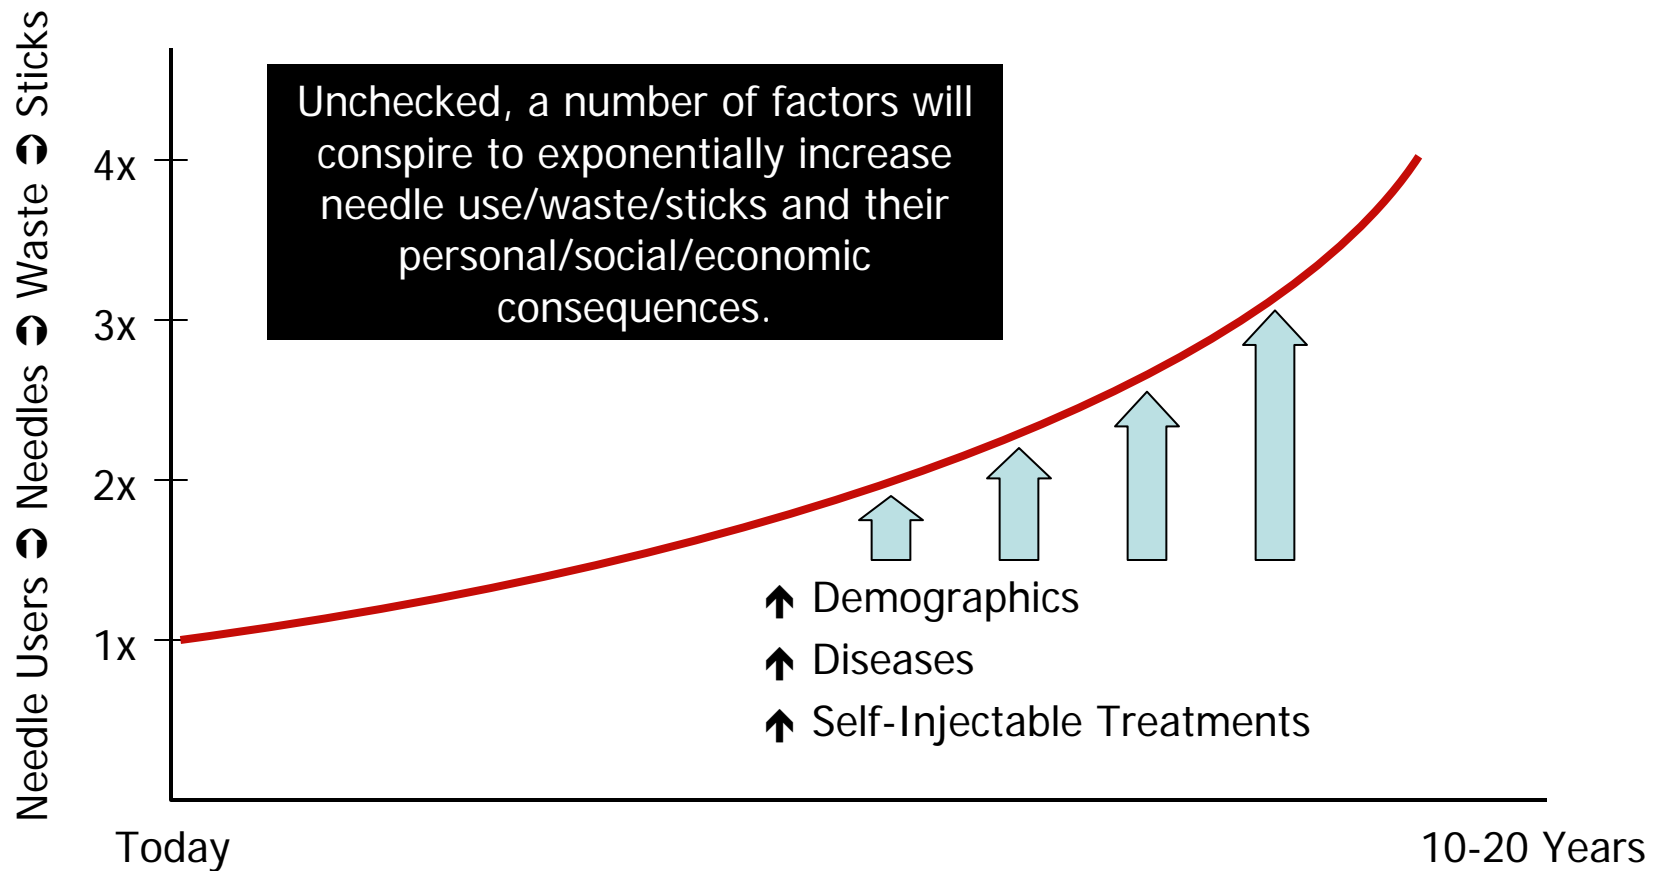 Unchecked, a number of factors will
conspire to exponentially increase
needle use/waste/sticks and their
personal/social/economic
consequences.
Needle Users ⬆ Needles ⬆ Waste ⬆ Sticks
4x
3x
2x
1x
↑ Demographics
↑ Diseases
↑ Self-Injectable Treatments
Today
10-20 Years